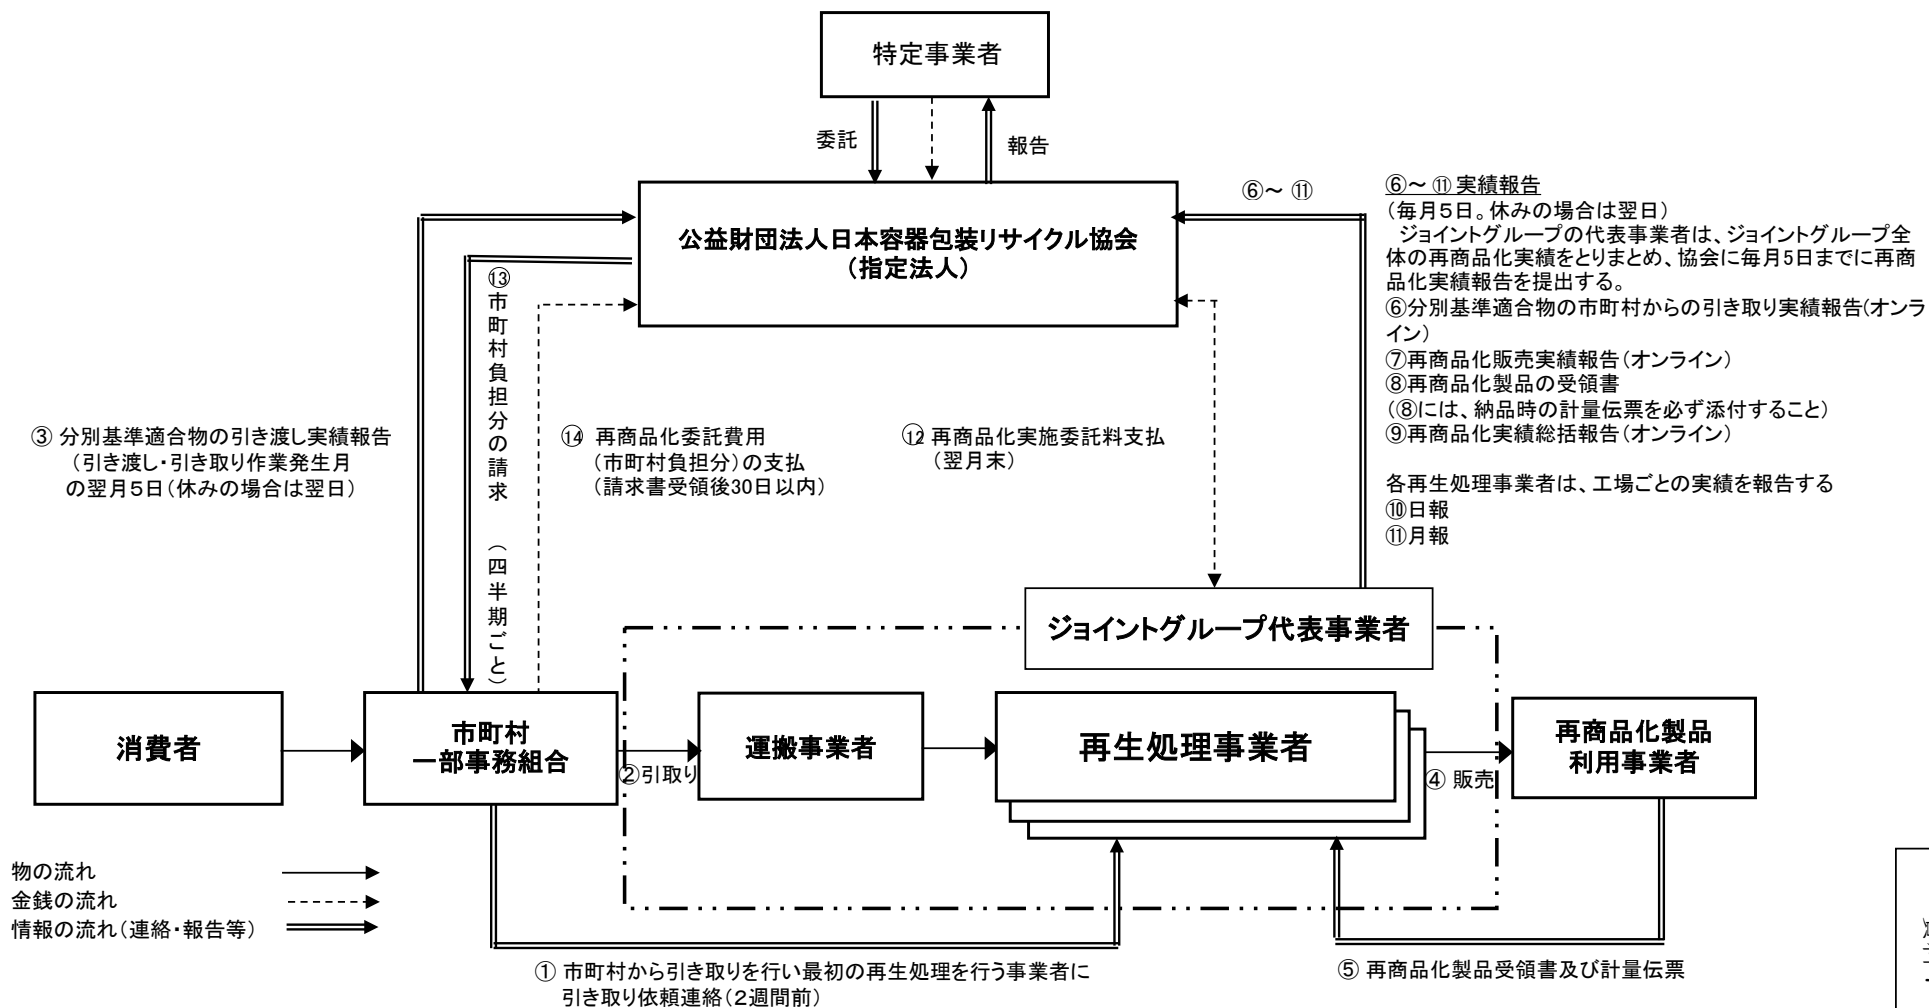 特定事業者
委託
報告
⑥～ ⑪
公益財団法人日本容器包装リサイクル協会
（指定法人）
⑥～ ⑪ 実績報告
（毎月５日。休みの場合は翌日）
ジョイントグループの代表事業者は、ジョイントグループ全
体の再商品化実績をとりまとめ、協会に毎月5日までに再商
品化実績報告を提出する。
⑥分別基準適合物の市町村からの引き取り実績報告(オンラ
イン）
⑦再商品化販売実績報告（オンライン）
⑧再商品化製品の受領書
（⑧には、納品時の計量伝票を必ず添付すること）
⑨再商品化実績総括報告（オンライン）
各再生処理事業者は、工場ごとの実績を報告する
⑩日報
⑪月報
③ 分別基準適合物の引き渡し実績報告
（引き渡し・引き取り作業発生月
の翌月５日（休みの場合は翌日）
⑬市町村負担分の請求　（四半期ごと）
⑭ 再商品化委託費用
（市町村負担分）の支払
（請求書受領後30日以内）
⑫ 再商品化実施委託料支払
（翌月末）
ジョイントグループ代表事業者
消費者
市町村
一部事務組合
②引取り
運搬事業者
再生処理事業者
④ 販売
再商品化製品
利用事業者
物の流れ
金銭の流れ
情報の流れ（連絡・報告等）
① 市町村から引き取りを行い最初の再生処理を行う事業者に
引き取り依頼連絡（２週間前）
⑤ 再商品化製品受領書及び計量伝票